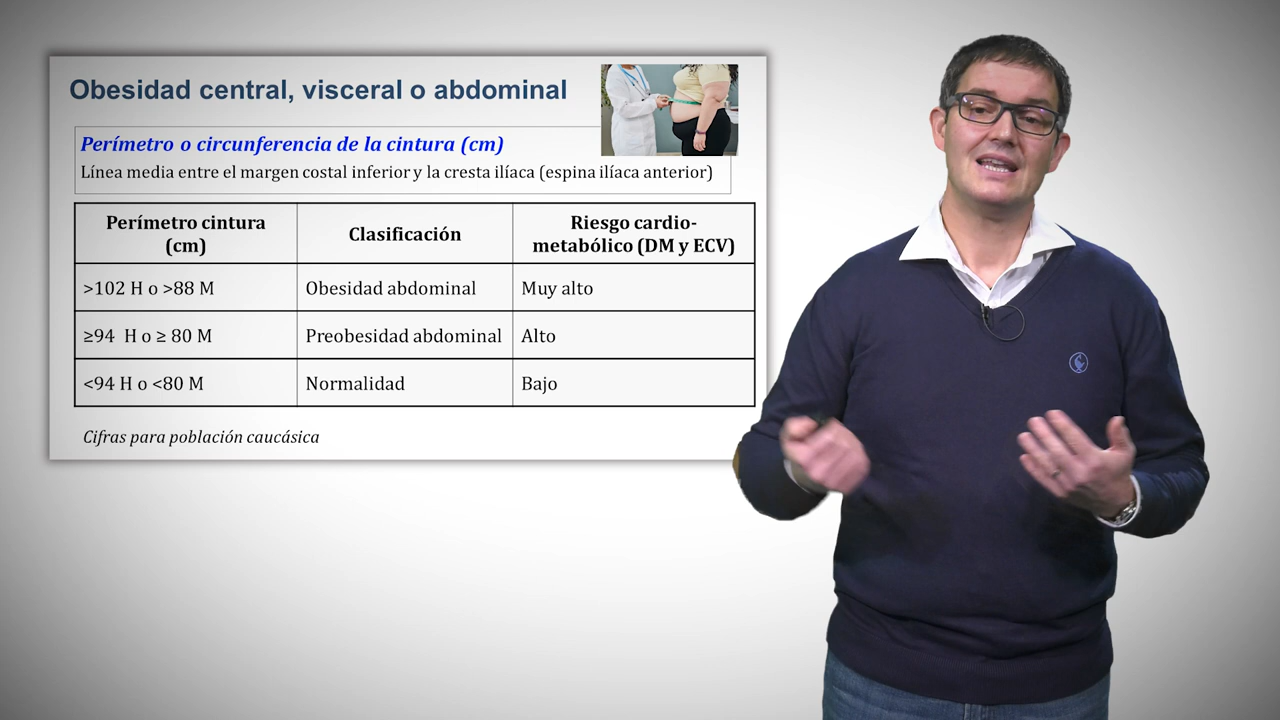 Obesidad central, visceral o abdominal
Perímetro o circunferencia de la cintura (cm)
Línea media entre el margen costal inferior y la cresta ilíaca (espina ilíaca anterior)
Perímetro cintura (cm)
Clasificación
Riesgo cardio-metabólico (DM y ECV)
>102 H o >88 M
Obesidad abdominal
Muy alto
≥94  H o ≥ 80 M
Preobesidad abdominal
Alto
<94 H o <80 M
Normalidad
Bajo
Cifras para población caucásica